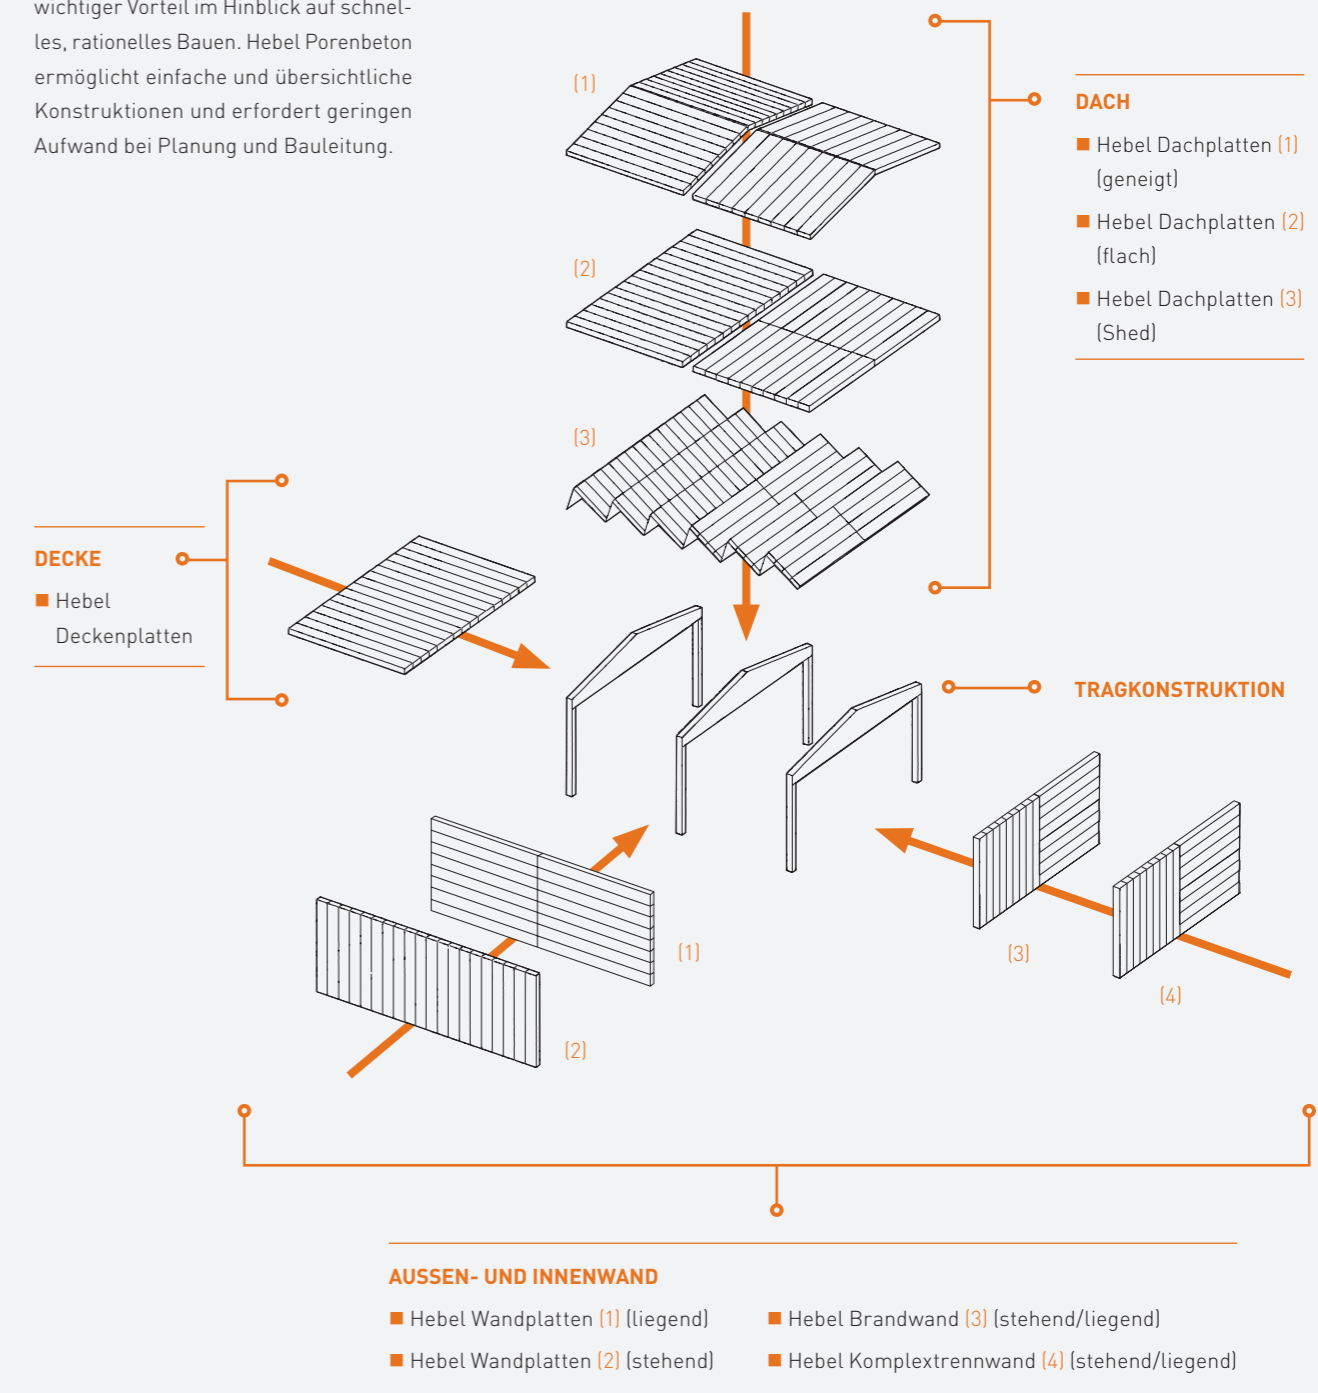 wichtiger Vorteil im Hinblick auf schnel-
les, rationelles Bauen. Hebel Porenbeton
ermöglicht einfache und übersichtliche
Konstruktionen und erfordert geringen
Aufwand bei Planung und Bauleitung.
(1)
(2)
(3)
DACH
Hebel Dachplatten (1)
(geneigt)
Hebel Dachplatten (2)
(flach)
Hebel Dachplatten (3)
(Shed)
DECKE
Hebel
Deckenplatten
TRAGKONSTRUKTION
(1)
(2)
(3)
(4)
AUSSEN- UND INNENWAND
Hebel Wandplatten (1) (liegend)
Hebel Wandplatten (2) (stehend)
Hebel Brandwand (3) (stehend/liegend)
Hebel Komplextrennwand (4) (stehend/liegend)